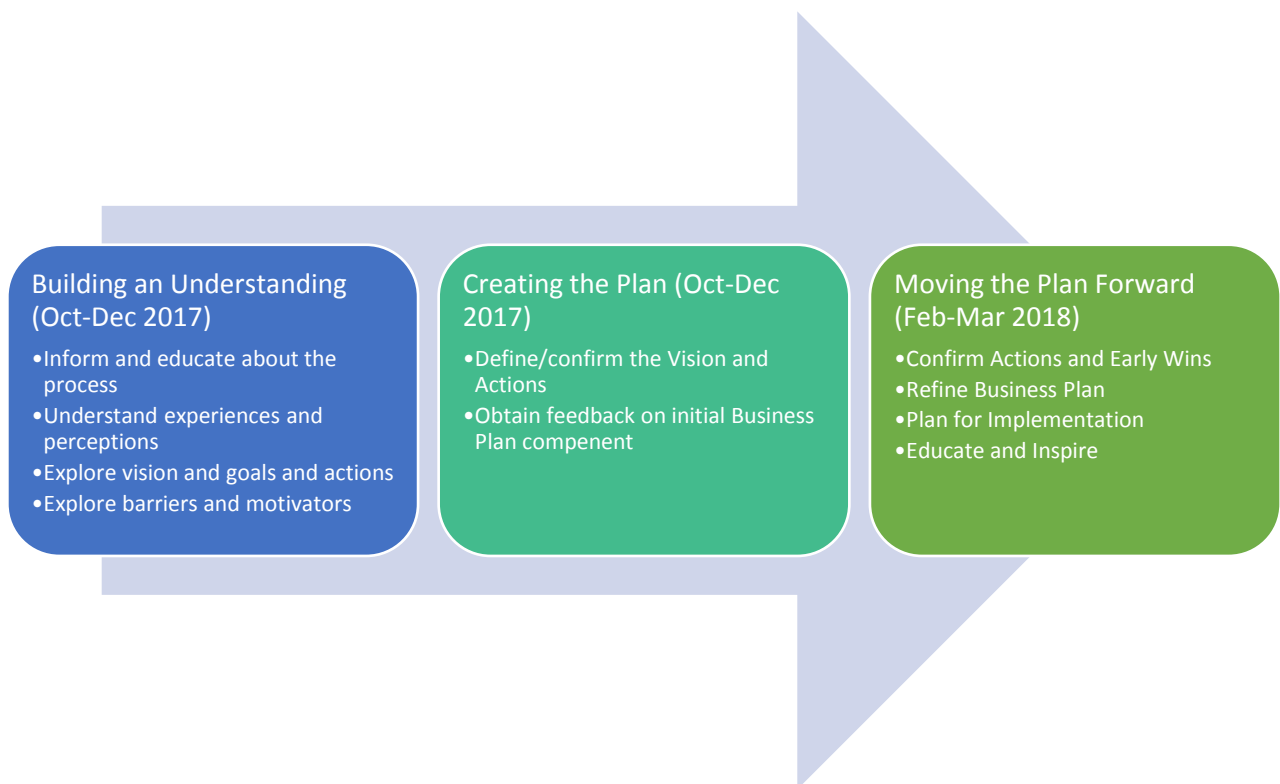 Building an Understanding
(Oct-Dec 2017)
•Inform and educate about the
process
•Understand experiences and
perceptions
•Explore vision and goals and actions
•Explore barriers and motivators
Creating the Plan (Oct-Dec
2017)
•Define/confirm the Vision and
Actions
•Obtain feedback on initial Business
Plan compenent
Moving the Plan Forward
(Feb-Mar 2018)
•Confirm Actions and Early Wins
•Refine Business Plan
•Plan for Implementation
•Educate and Inspire